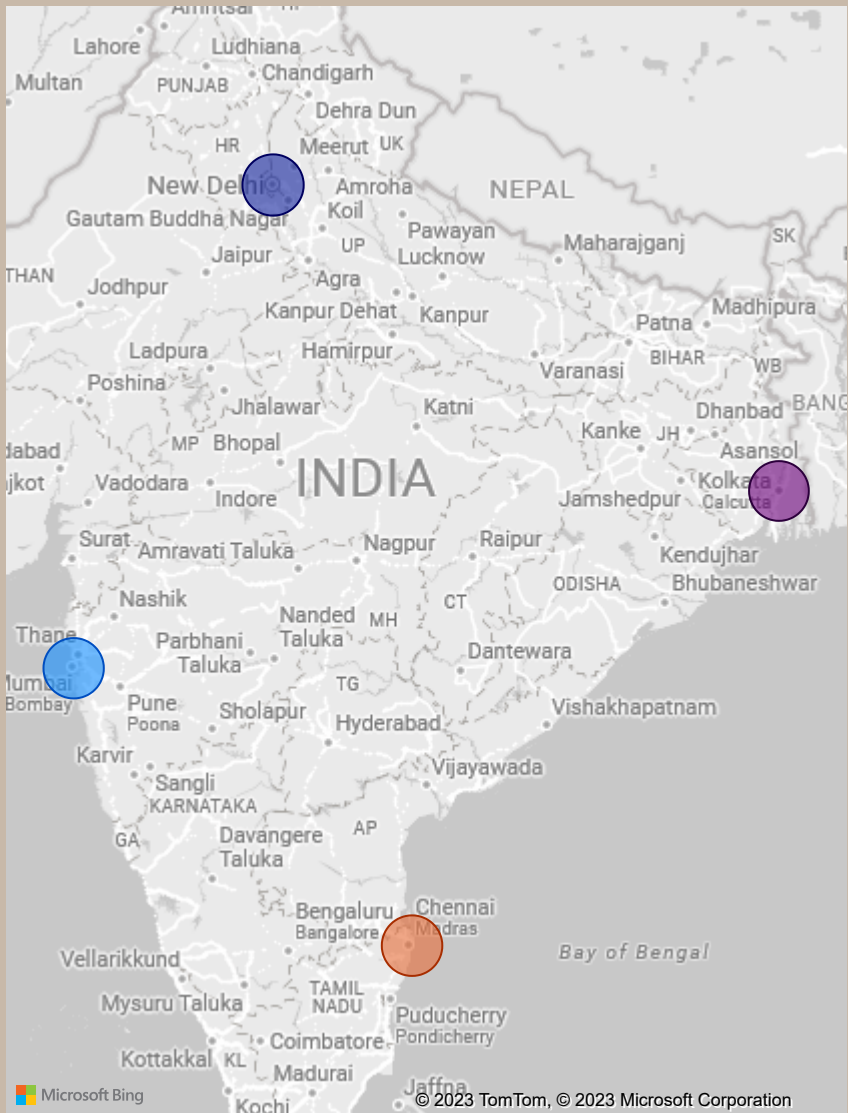 Amritsar
Lahore
Ludhiana
Multan
Chandigarh
PUNJAB
Dehra Dun
HR
Meerut
UK
New Delhi
Amroha
NEPAL
Gautam Buddha Nagar
Koil
Pawayan
SK
UP
Maharajganj
Jaipur
Lucknow
THAN
Agra
Jodhpur
Kanpur Dehat
Kanpur
Madhipura
Patna
Ladpura
Hamirpur
BIHAR
WB
Varanasi
Poshina
Jhalawar
Katni
Dhanbad
BANG
Kanke
JH
MP
Bhopal
dabad
Asansol
INDIA
jkot
Vadodara
Kolkata
Calcutta
Indore
Jamshedpur
Surat
Amravati Taluka
Nagpur
Raipur
Kendujhar
ODISHA
Bhubaneshwar
Nashik
CT
Nanded
Taluka
MH
Thane
Parbhani
Taluka
Dantewara
Mumbai
Bombay
TG
Pune
Poona
Sholapur
Vishakhapatnam
Hyderabad
Karvir
Vijayawada
Sangli
KARNATAKA
GA
AP
Davangere
Taluka
Bengaluru
Bangalore
Chennai
Madras
Bay of Bengal
Vellarikkund
TAMIL
NADU
Mysuru Taluka
Puducherry
Pondicherry
Coimbatore
Kottakkal
KL
Madurai
Jaffna
Kochi
Microsoft Bing
© 2023 TomTom, © 2023 Microsoft Corporation